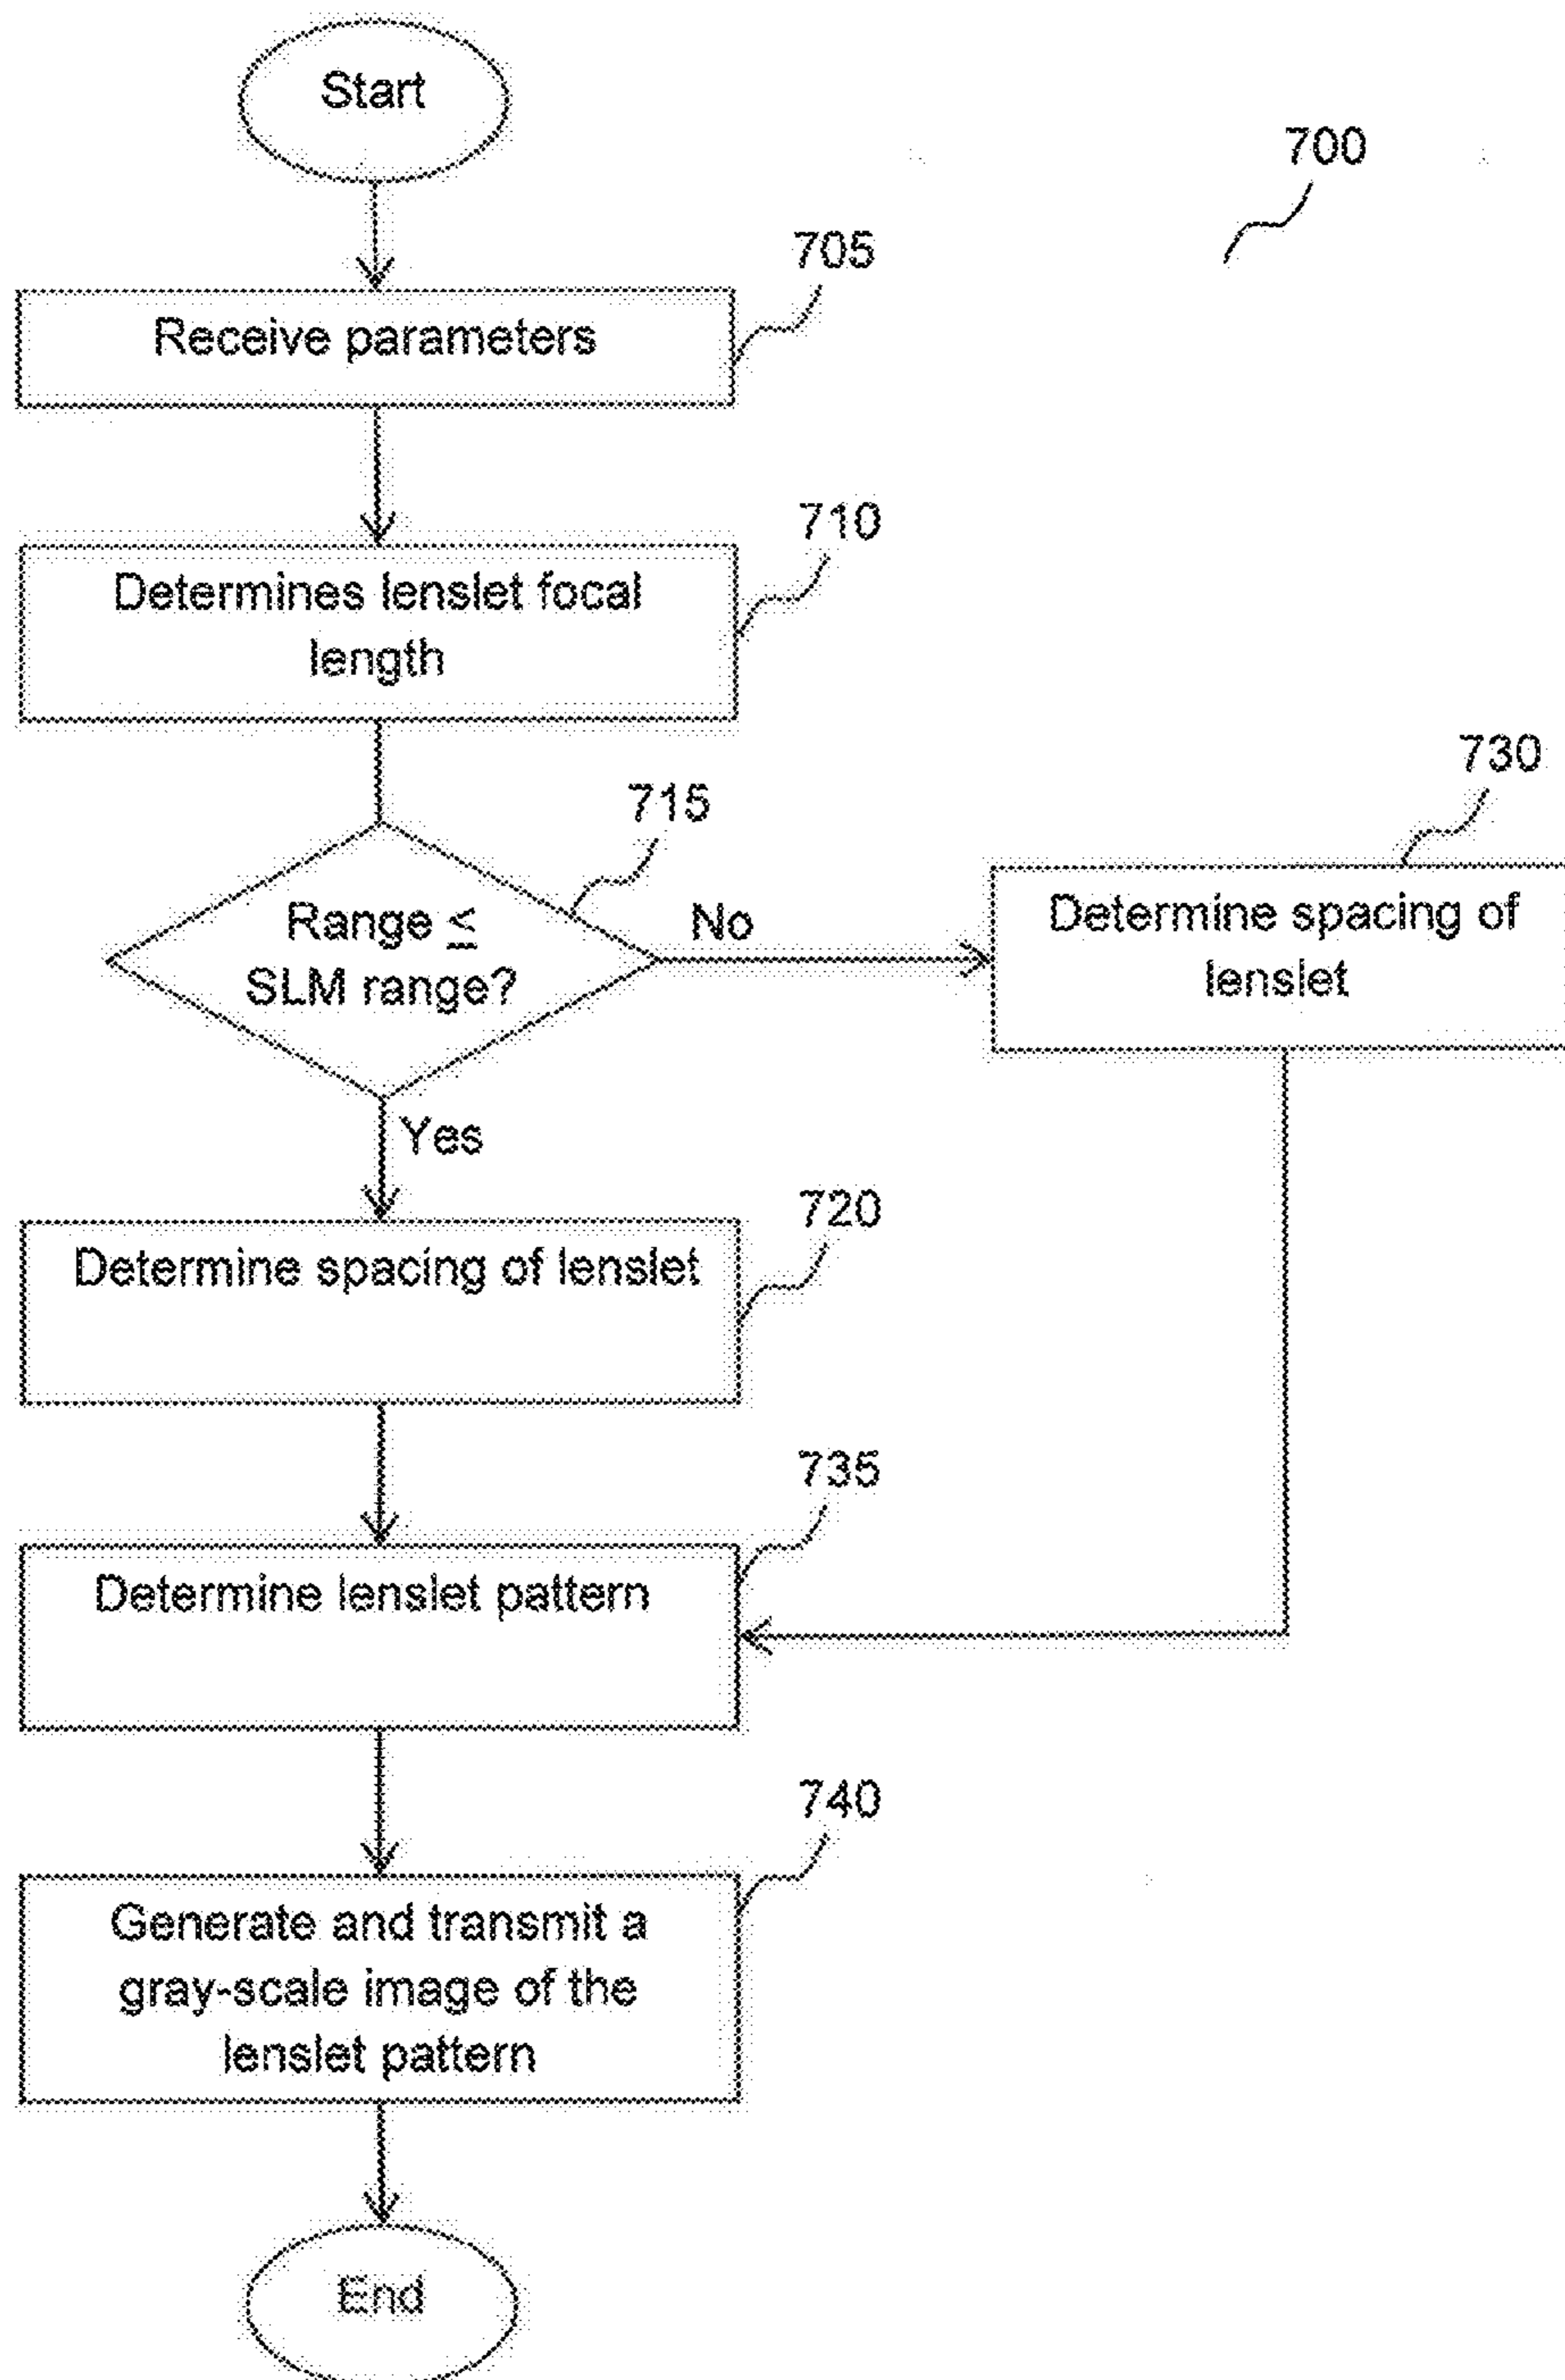 Start
700
705
Receive parameters
710
Determines lenslet focal
length
715
Range ≤
SLM range?
No
730
Determine spacing of
lenslet
Yes
720
Determine spacing of lenslet
735
Determine lenslet pattern
740
Generate and transmit a
gray-scale image of the
lenslet pattern
End